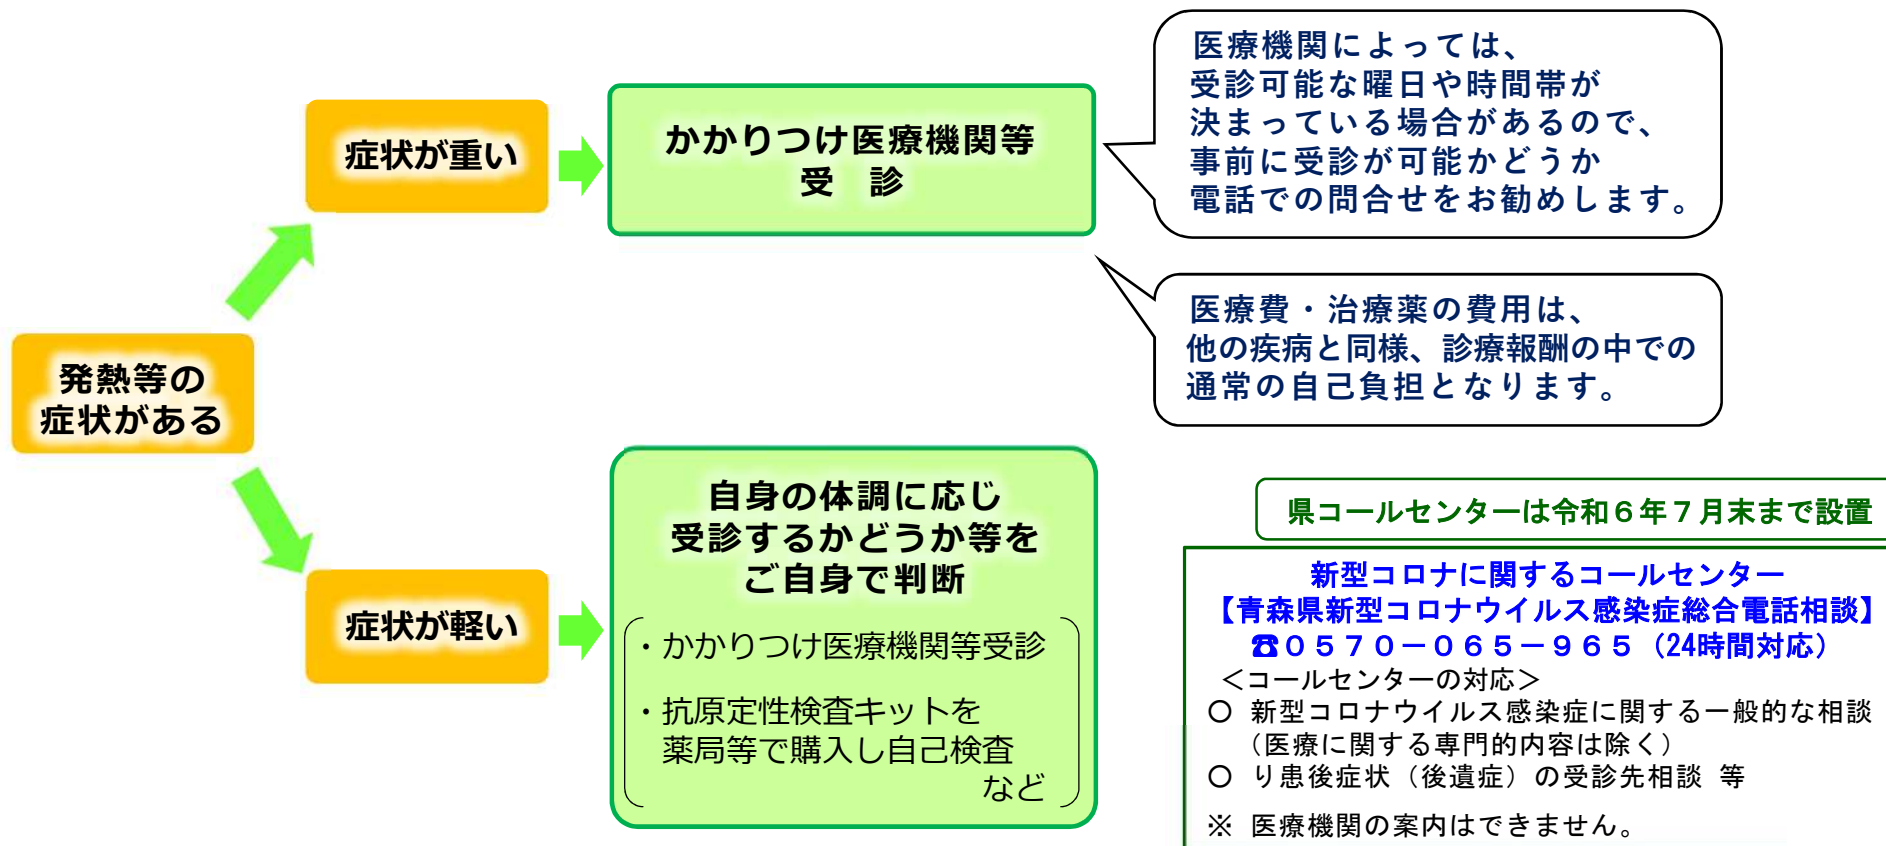 発熱等の
症状がある
症状が重い
かかりつけ医療機関等
受　診
医療機関によっては、
受診可能な曜日や時間帯が
決まっている場合があるので、
事前に受診が可能かどうか
電話での問合せをお勧めします。
医療費・治療薬の費用は、
他の疾病と同様、診療報酬の中での
通常の自己負担となります。
症状が軽い
自身の体調に応じ
受診するかどうか等を
ご自身で判断
・かかりつけ医療機関等受診
・抗原定性検査キットを
薬局等で購入し自己検査
など
県コールセンターは令和６年７月末まで設置
新型コロナに関するコールセンター
【青森県新型コロナウイルス感染症総合電話相談】
☎０５７０－０６５－９６５（24時間対応）
＜コールセンターの対応＞
○ 新型コロナウイルス感染症に関する一般的な相談
（医療に関する専門的内容は除く）
○ り患後症状（後遺症）の受診先相談 等
※ 医療機関の案内はできません。